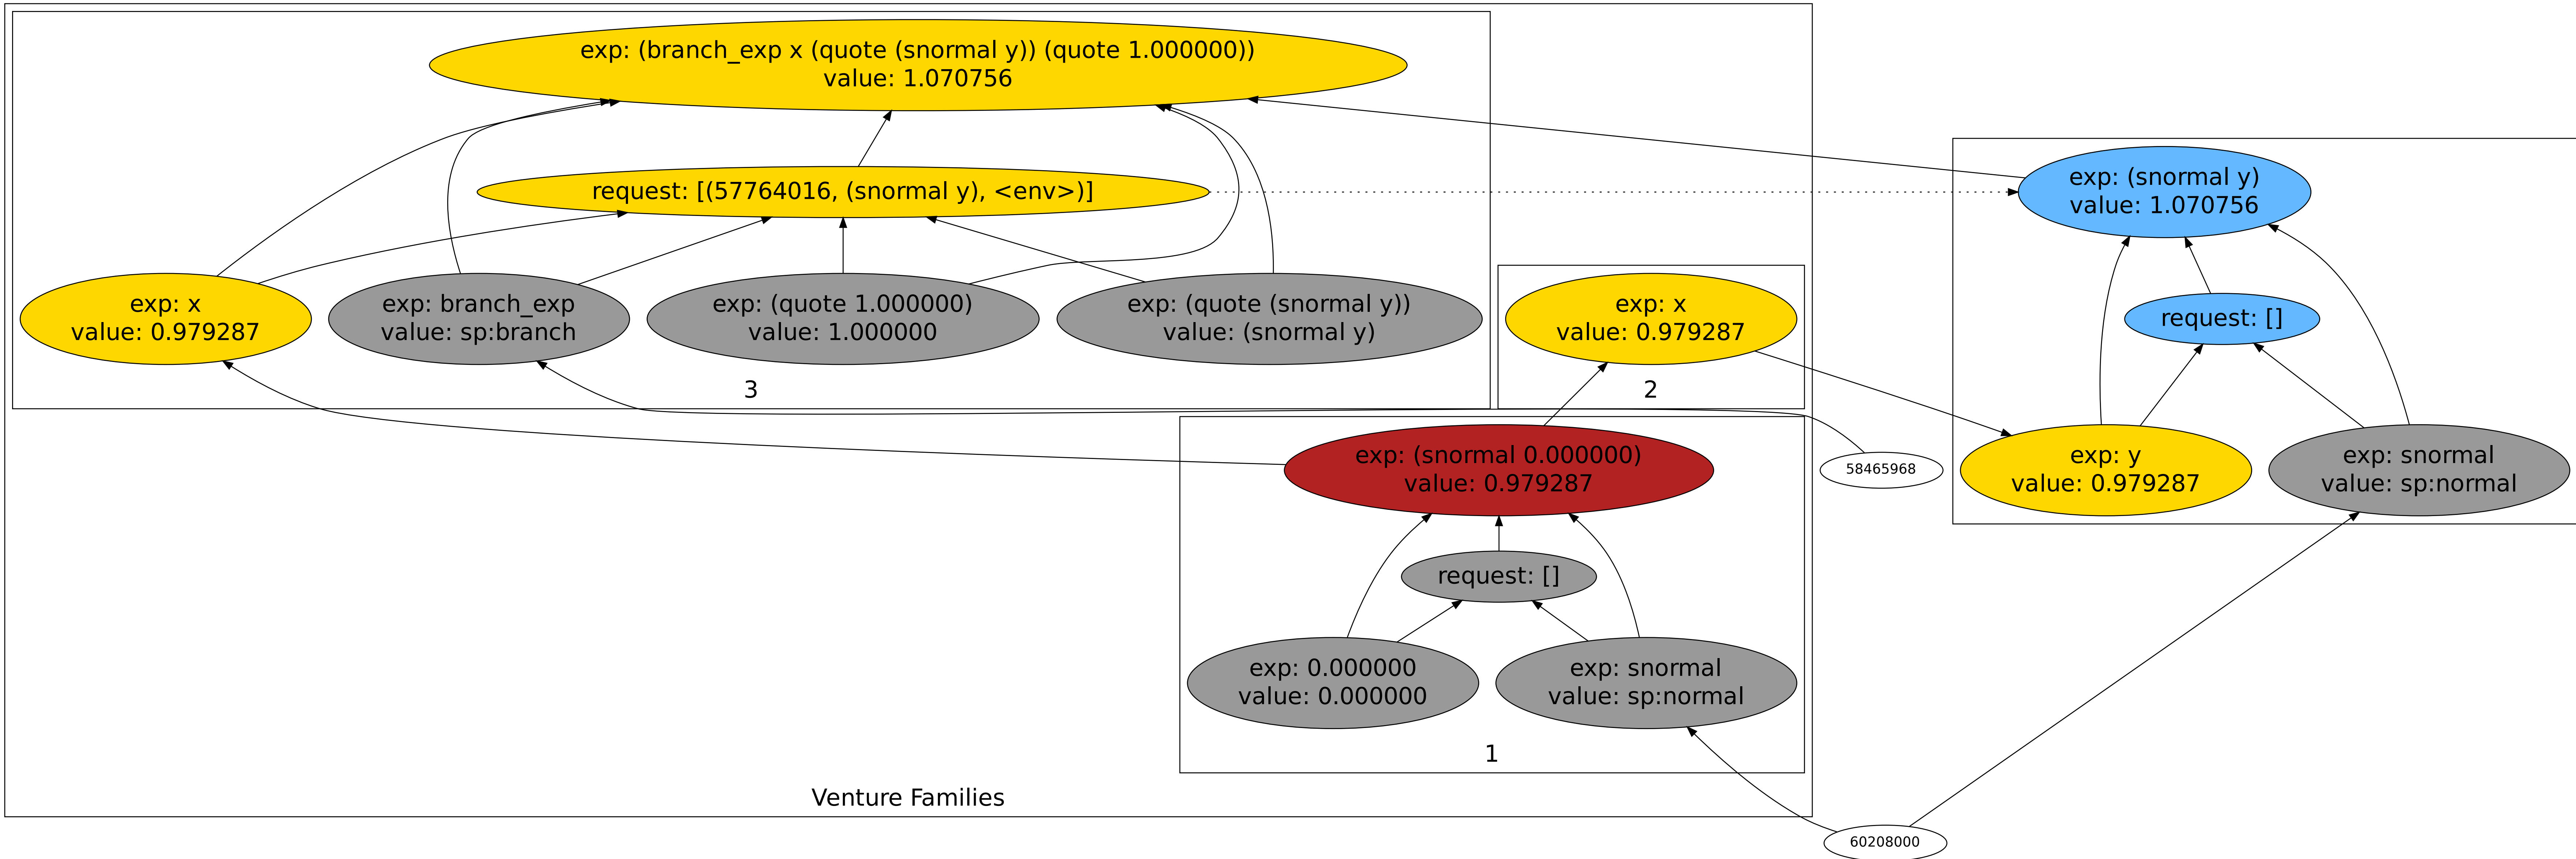 exp: (branch_exp x (quote (snormal y)) (quote 1.000000))
value: 1.070756
request: [(57764016, (snormal y), <env>)]
exp: (snormal y)
value: 1.070756
exp: x
value: 0.979287
exp: branch_exp
value: sp:branch
exp: (quote 1.000000)
value: 1.000000
exp: (quote (snormal y))
value: (snormal y)
exp: x
value: 0.979287
request: []
3
2
exp: (snormal 0.000000)
value: 0.979287
58465968
exp: y
value: 0.979287
exp: snormal
value: sp:normal
request: []
exp: 0.000000
value: 0.000000
exp: snormal
value: sp:normal
1
Venture Families
60208000